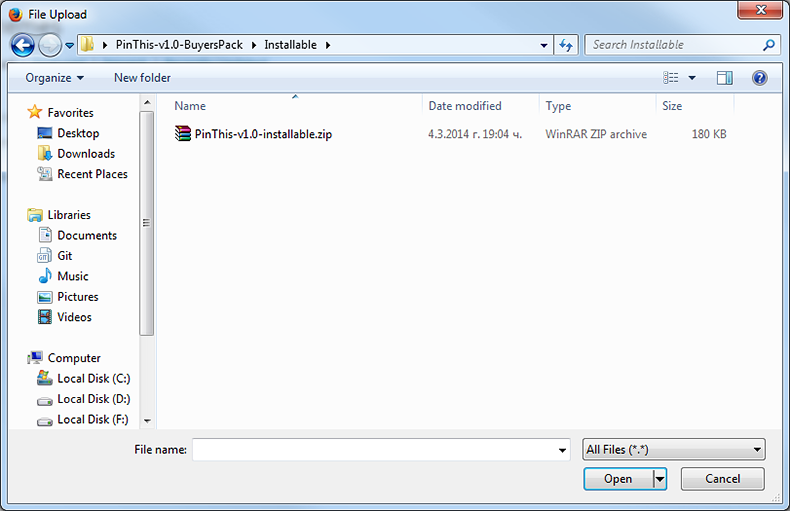 File Upload
PinThis-v1.0-BuyersPack Installable
Search Installable
Organize New folder
Name Date modified Type Size
Favorites
Desktop
Downloads
Recent Places
Libraries
Documents
Git
Music
Pictures
Videos
Computer
Local Disk (C:)
Local Disk (D:)
Local Disk (F:)
PinThis-v1.0-installable.zip 4.3.2014 г. 19:04 ч. WinRAR ZIP archive 180 KB
File name:
All Files (*.*)
Open Cancel